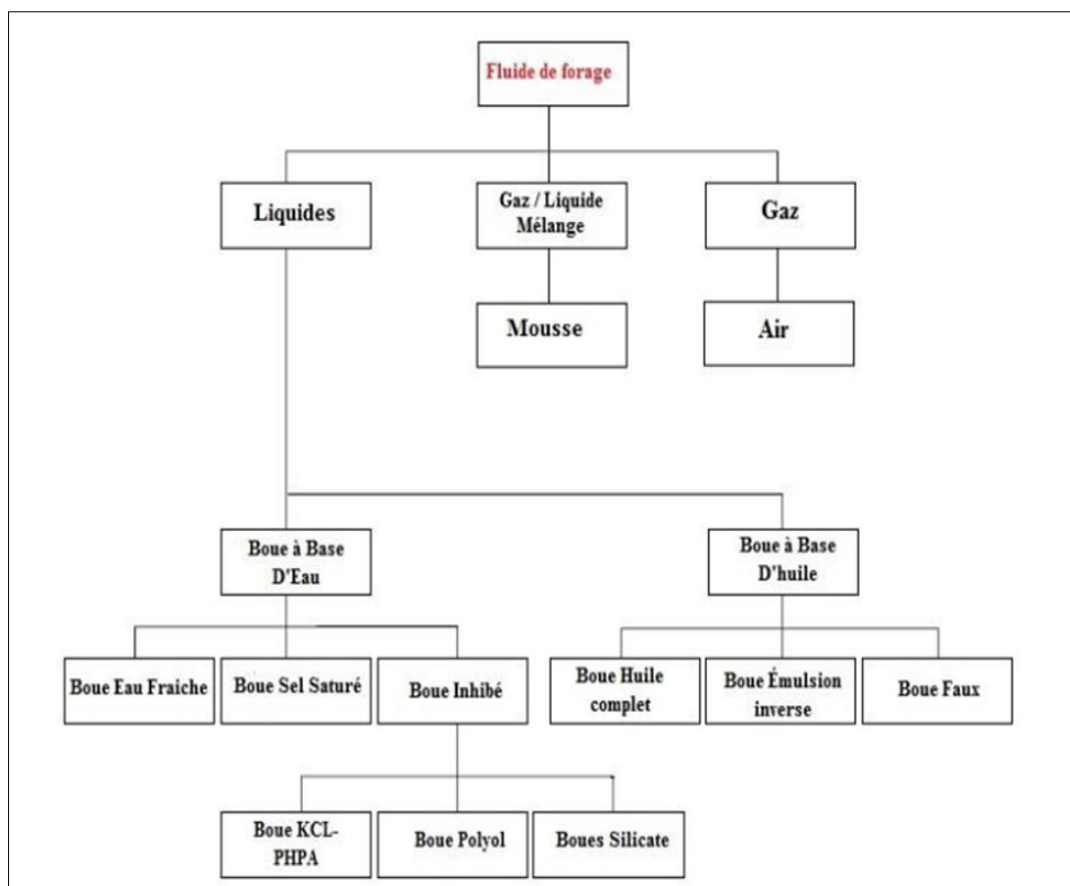 Fluide de forage
Liquides
Gaz / Liquide
Mélange
Gaz
Mousse
Air
Boue à Base
D'Eau
Boue à Base
D'huile
Boue Eau Fraiche
Boue Sel Saturé
Boue Inhibé
Boue Huile
complet
Boue Émulsion
inverse
Boue Faux
Boue KCL-
PHPA
Boue Polyol
Boues Silicate